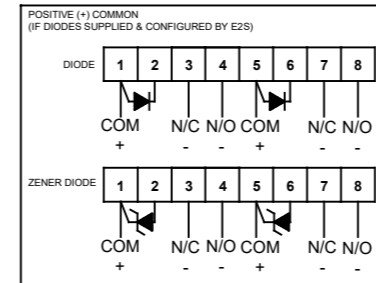 POSITIVE (+) COMMON
(IF DIODES SUPPLIED & CONFIGURED BY E2S)
DIODE 1 2 3 4 5 6 7 8
COM N/C N/O COM N/C N/O
+ - - + - -
ZENER DIODE 1 2 3 4 5 6 7 8
COM N/C N/O COM N/C N/O
+ - - + - -